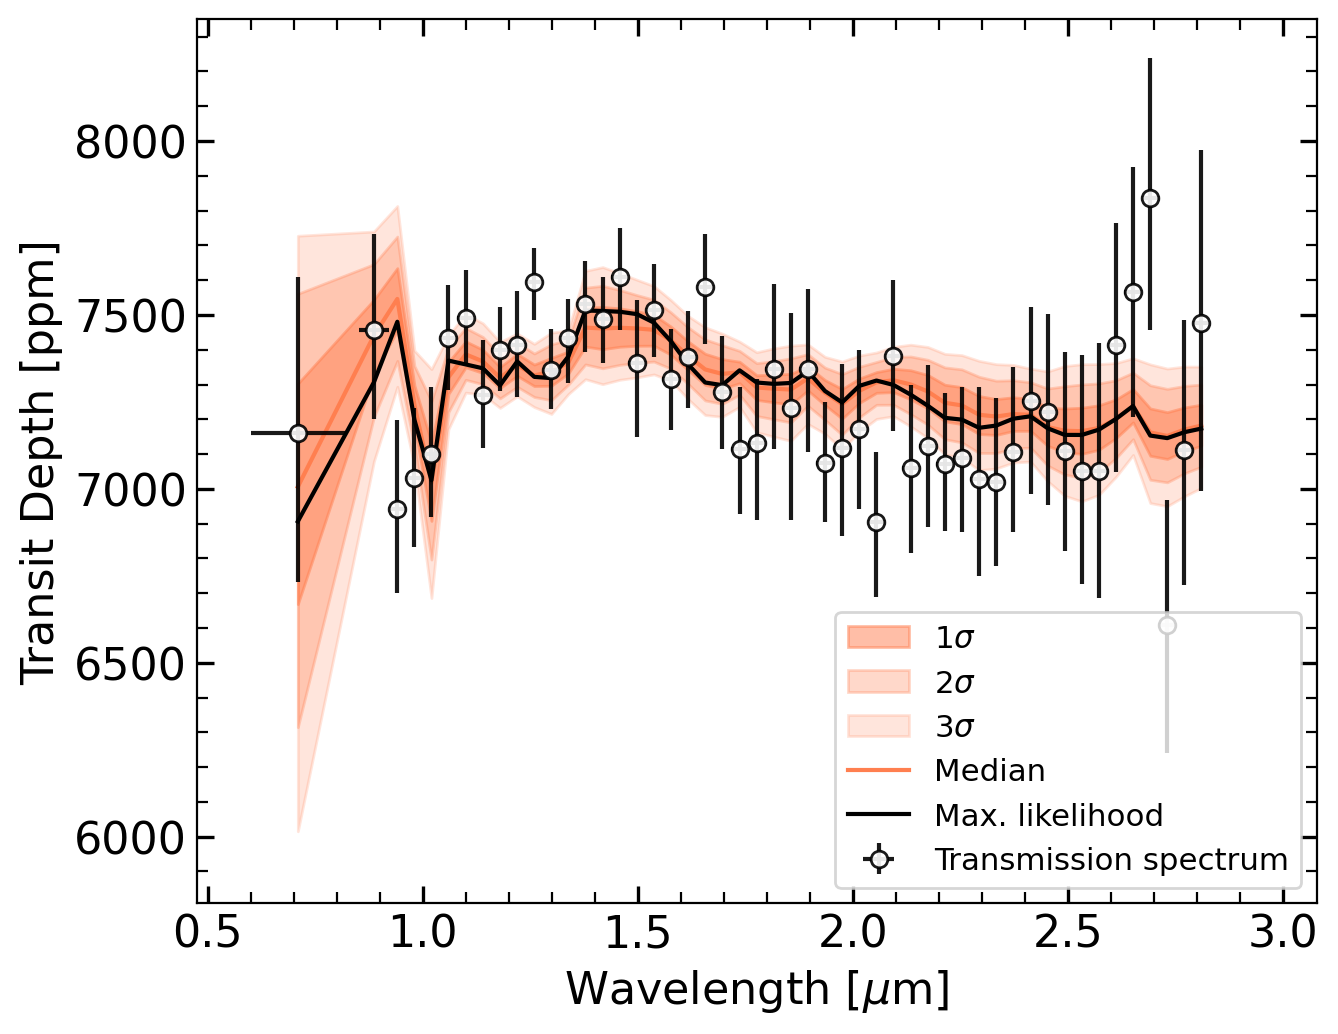 8000
7500
7000
6500
6000
Transit Depth [ppm]
1σ
2σ
3σ
Median
Max. likelihood
Transmission spectrum
0.5 1.0 1.5 2.0 2.5 3.0
Wavelength [μm]